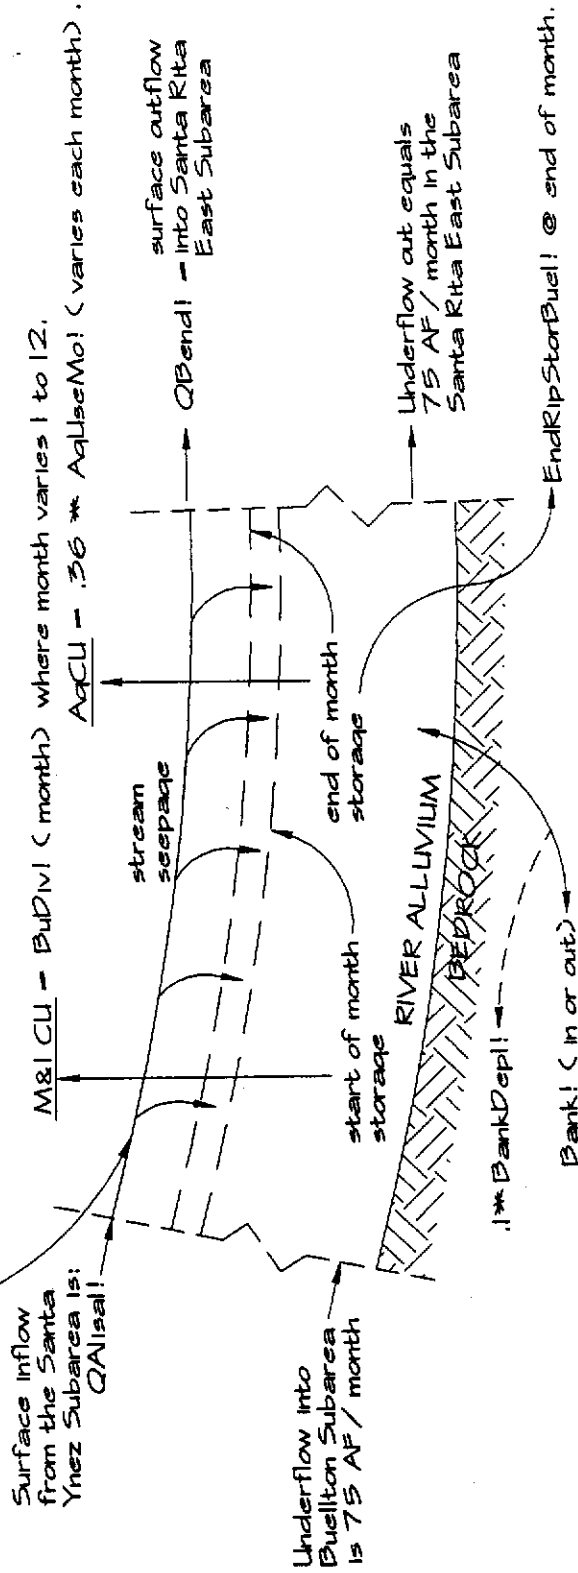 M&I CU - BuDiv! (month) where month varies 1 to 12.
AgCU - .36 * AgUseMo! (varies each month).
Surface inflow
from the Santa
Ynez Subarea is:
QAlisal!
stream
seepage
QBend! - surface outflow
into Santa Rita
East Subarea
Underflow into
Buellton Subarea
is 75 AF / month
start of month
storage
end of month
storage
RIVER ALLUVIUM
BEDROCK
Underflow out equals
75 AF / month in the
Santa Rita East Subarea
.1* BankDepl!
Bank! (in or out)
EndRipStorBuel! @ end of month.